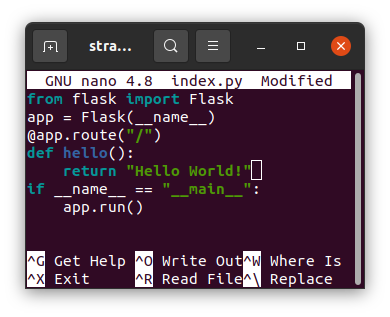 stra...
GNU nano 4.8  index.py  Modified
from flask import Flask
app = Flask(__name__)
@app.route("/")
def hello():
    return "Hello World!"
if __name__ == "__main__":
    app.run()
^G Get Help ^O Write Out ^W Where Is
^X Exit ^R Read File ^\ Replace